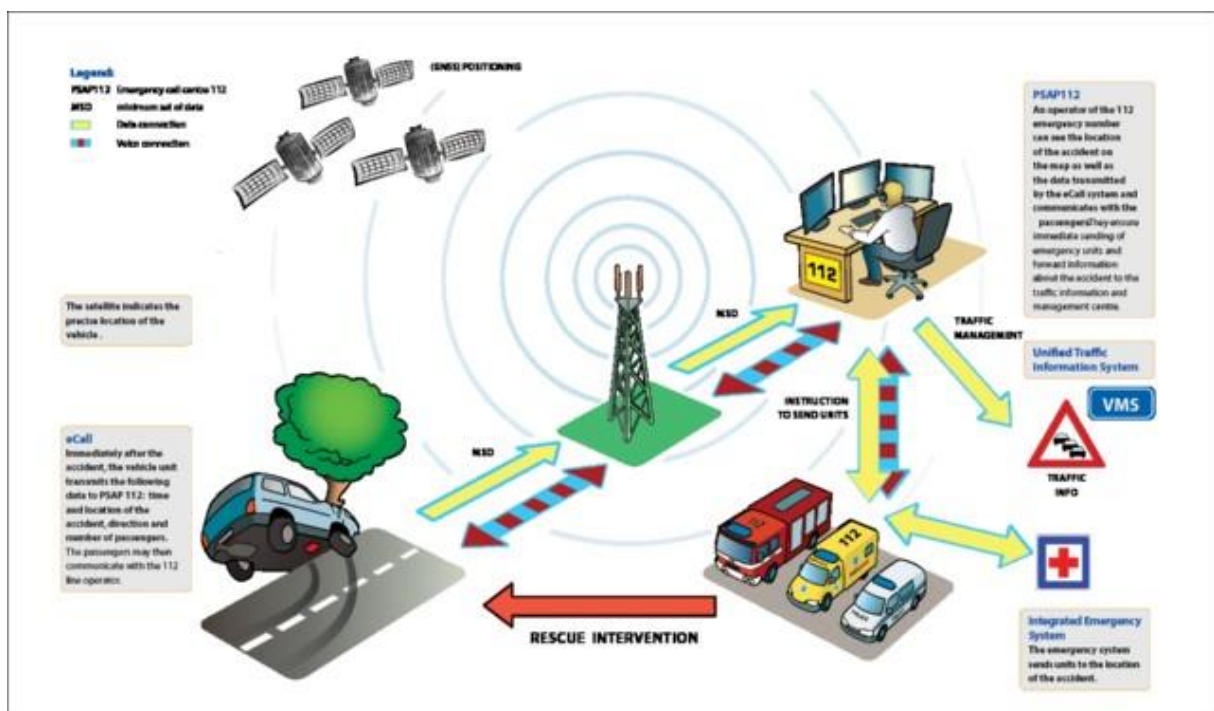 Legend:
PSAP112 Emergency call centre 112
MSD minimum set of data
Data connection
Voice connection
(GNSS) POSITIONING
The satellite indicates the
precise location of the
vehicle .
eCall
Immediately after the
accident, the vehicle unit
transmits the following
data to PSAP 112: time
and location of the
accident, direction and
number of passengers.
The passengers may then
communicate with the 112
line operator.
MSD
MSD
112
INSTRUCTION
TO SEND UNITS
TRAFFIC
MANAGEMENT
PSAP112
An operator of the 112
emergency number
can see the location
of the accident on
the map as well as
the data transmitted
by the eCall system and
communicates with the
passengersThey ensure
immediate sending of
emergency units and
forward information
about the accident to the
traffic information and
management centre.
Unified Traffic
Information System
VMS
TRAFFIC
INFO
112
POLICE
RESCUE INTERVENTION
Integrated Emergency
System
The emergency system
sends units to the location
of the accident.